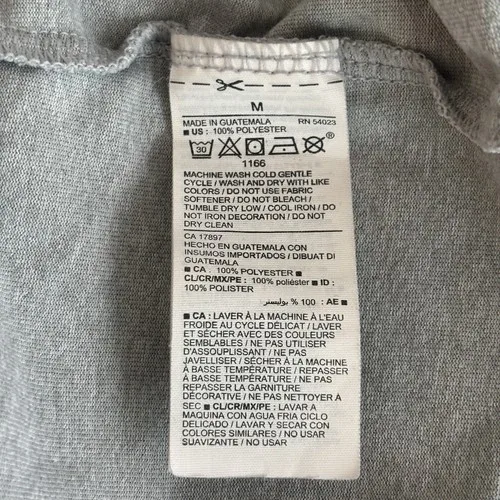 M
MADE IN GUATEMALA RN 54023
■ US : 100% POLYESTER
30
1166
MACHINE WASH COLD GENTLE
CYCLE / WASH AND DRY WITH LIKE
COLORS / DO NOT USE FABRIC
SOFTENER / DO NOT BLEACH /
TUMBLE DRY LOW / COOL IRON / DO
NOT IRON DECORATION / DO NOT
DRY CLEAN
CA 17897
HECHO EN GUATEMALA CON
INSUMOS IMPORTADOS / DIBUAT DI
GUATEMALA
■ CA : 100% POLYESTER ■
CL/CR/MX/PE : 100% poliéster ■ ID :
100% POLISTER
■ AE : 100 % بوليستر
■ CA : LAVER À LA MACHINE À L'EAU
FROIDE AU CYCLE DÉLICAT / LAVER
ET SÉCHER AVEC DES COULEURS
SEMBLABLES / NE PAS UTILISER
D'ASSOUPLISSANT / NE PAS
JAVELLISER / SÉCHER À LA MACHINE
À BASSE TEMPÉRATURE / REPASSER
À BASSE TEMPÉRATURE / NE PAS
REPASSER LA GARNITURE
DÉCORATIVE / NE PAS NETTOYER À
SEC ■ CL/CR/MX/PE : LAVAR A
MAQUINA CON AGUA FRIA CICLO
DELICADO / LAVAR Y SECAR CON
COLORES SIMILARES / NO USAR
SUAVIZANTE / NO USAR